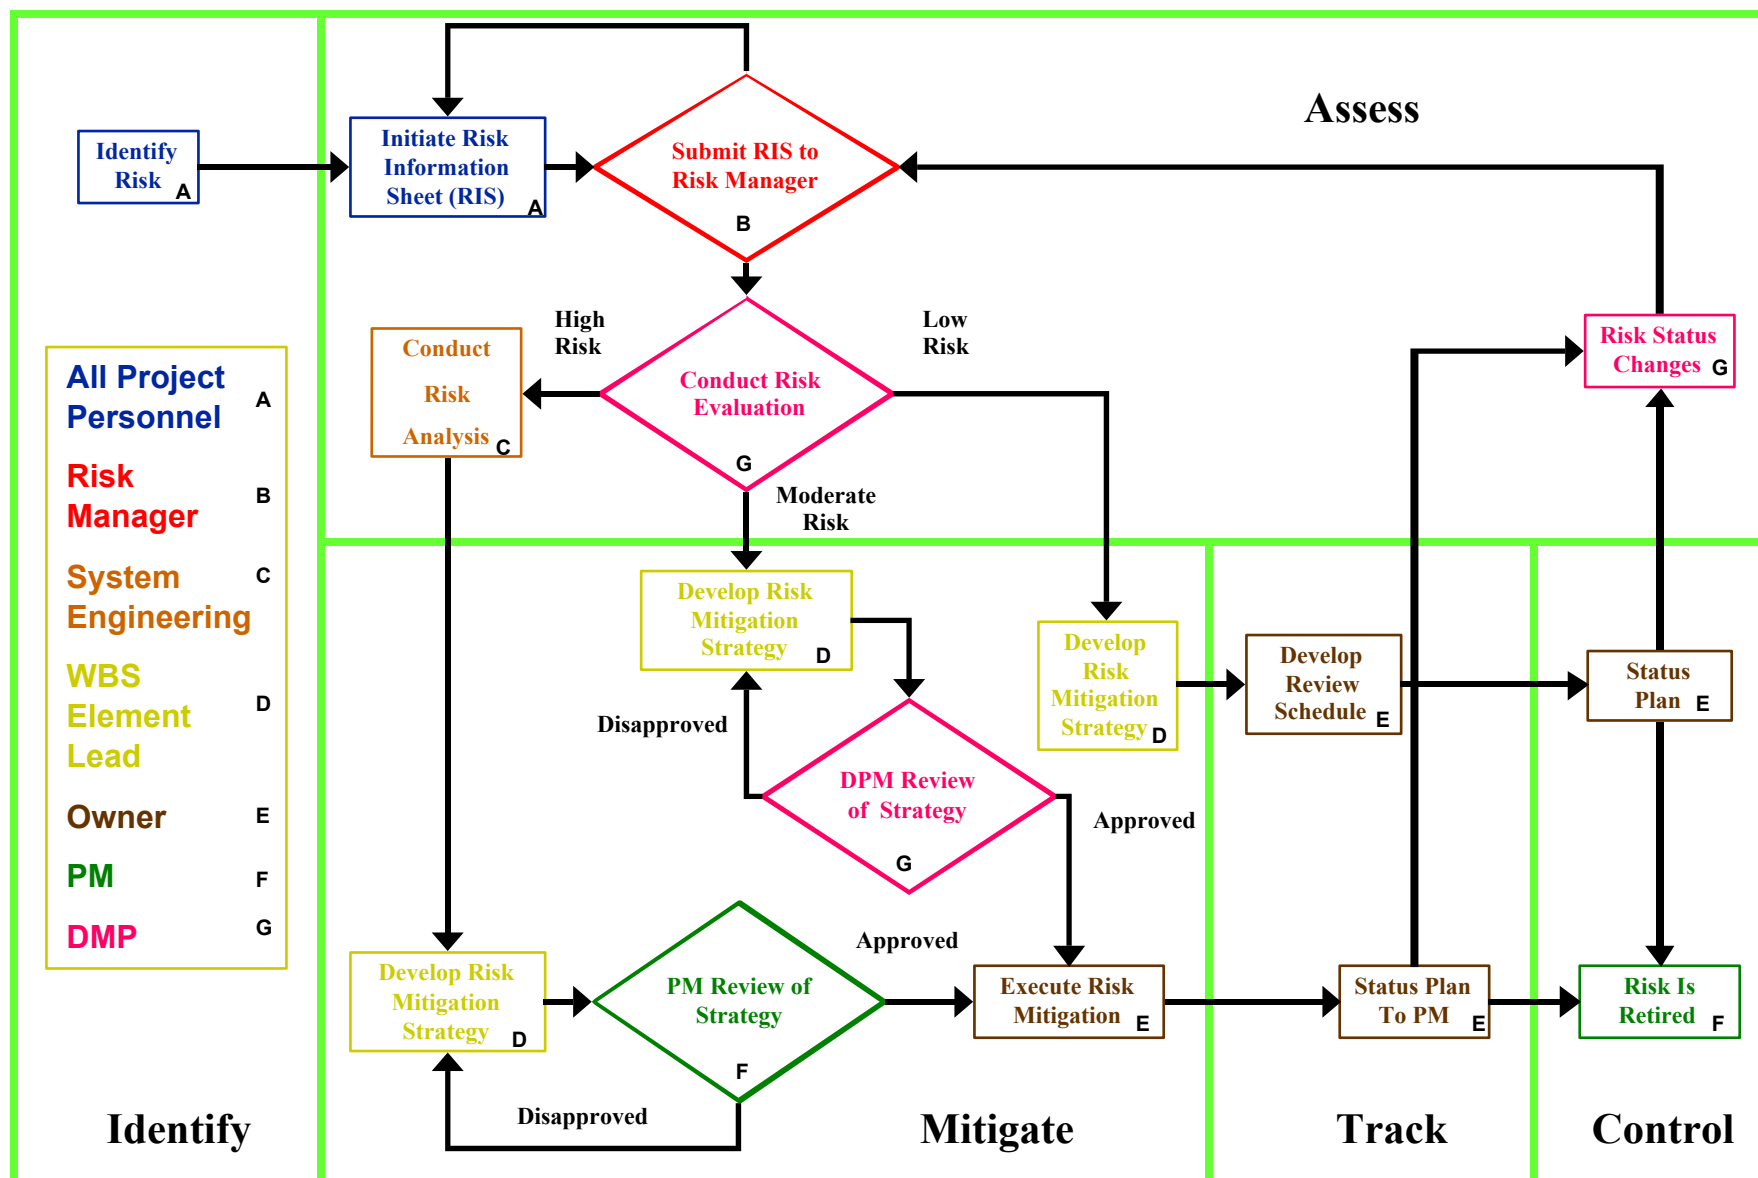 Assess
Identify
Risk
A
Initiate Risk
Information
Sheet (RIS)
A
Submit RIS to
Risk Manager
B
High
Risk
Low
Risk
Conduct
Risk
Analysis
C
Conduct Risk
Evaluation
G
Risk Status
Changes
G
Moderate
Risk
All Project
Personnel
A
Risk
Manager
B
System
Engineering
C
WBS
Element
Lead
D
Owner
E
PM
F
DMP
G
Develop Risk
Mitigation
Strategy
D
Develop
Risk
Mitigation
Strategy
D
Develop
Review
Schedule
E
Status
Plan
E
Disapproved
DPM Review
of Strategy
G
Approved
Develop Risk
Mitigation
Strategy
D
PM Review of
Strategy
F
Approved
Execute Risk
Mitigation
E
Status Plan
To PM
E
Risk Is
Retired
F
Disapproved
Identify
Mitigate
Track
Control